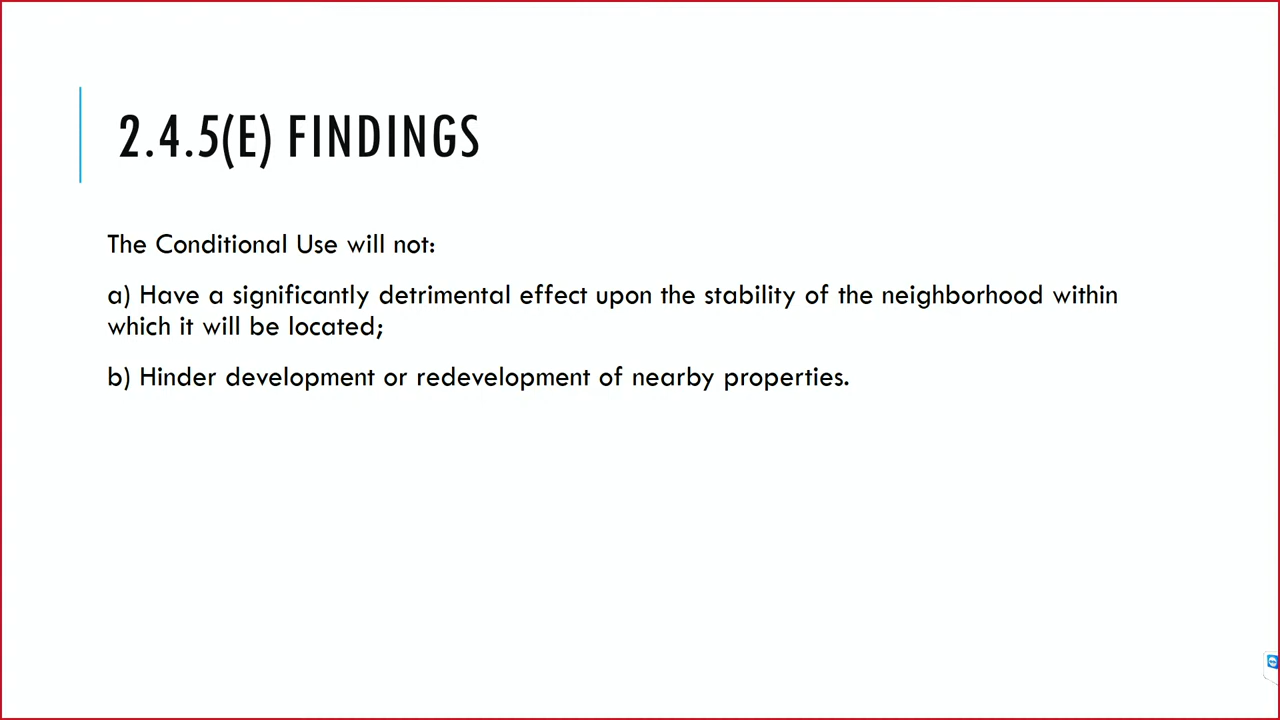 2.4.5(E) FINDINGS
The Conditional Use will not:
a) Have a significantly detrimental effect upon the stability of the neighborhood within
which it will be located;
b) Hinder development or redevelopment of nearby properties.